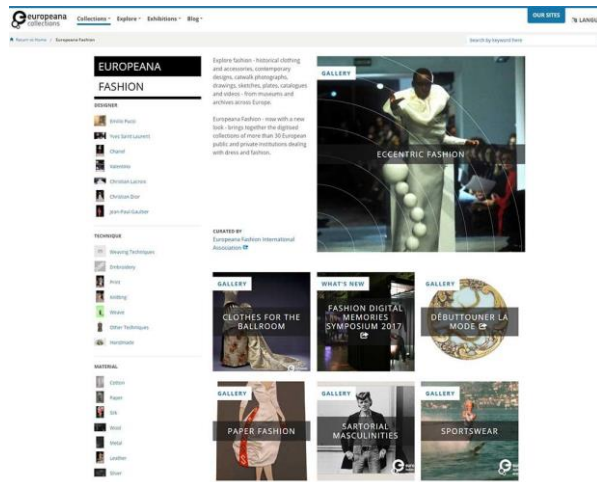 europeana
collections
Collections
Explore
Exhibitions
Blog
OUR SITES
Return to Home / Europeana Fashion
Search by keyword here
EUROPEANA
FASHION
DESIGNER
Emilio Pucci
Yves Saint Laurent
Chanel
Valentino
Christian Lacroix
Christian Dior
Jean Paul Gaultier
TECHNIQUE
Weaving Techniques
Embroidery
Print
Knitting
Weave
Other Techniques
Handmade
MATERIAL
Cotton
Paper
Silk
Wool
Metal
Leather
Silver
Explore fashion - historical clothing
and accessories, contemporary
designs, catwalk photographs,
drawings, sketches, plates, catalogues
and videos - from museums and
archives across Europe.
Europeana Fashion - now with a new
look - brings together the digitised
collections of more than 30 European
public and private institutions dealing
with dress and fashion.
CURATED BY
Europeana Fashion International
Association
GALLERY
ECCENTRIC FASHION
GALLERY
CLOTHES FOR THE
BALLROOM
WHAT'S NEW
FASHION DIGITAL
MEMORIES
SYMPOSIUM 2017
GALLERY
DÉBUTTOUNER LA
MODE
GALLERY
PAPER FASHION
GALLERY
SARTORIAL
MASCULINITIES
GALLERY
SPORTSWEAR